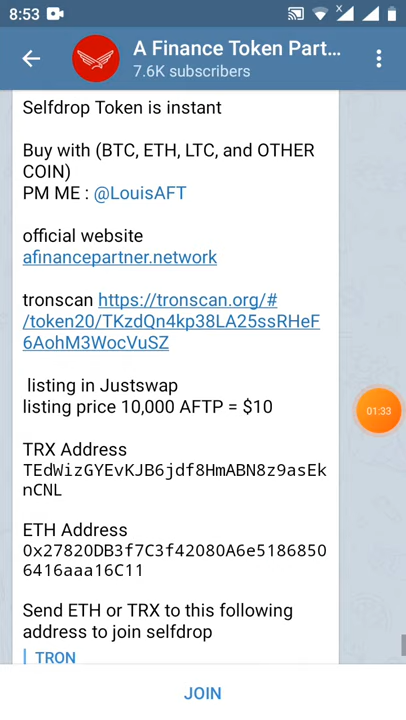 8:53
A Finance Token Part...
7.6K subscribers
Selfdrop Token is instant
Buy with (BTC, ETH, LTC, and OTHER
COIN)
PM ME : @LouisAFT
official website
afinancepartner.network
tronscan https://tronscan.org/#
/token20/TKzdQn4kp38LA25ssRHeF
6AohM3WocVuSZ
listing in Justswap
listing price 10,000 AFTP = $10
01:33
TRX Address
TEdWizGYEvKJB6jdf8HmABN8z9asEk
nCNL
ETH Address
0x27820DB3f7C3f42080A6e5186850
6416aaa16C11
Send ETH or TRX to this following
address to join selfdrop
TRON
JOIN